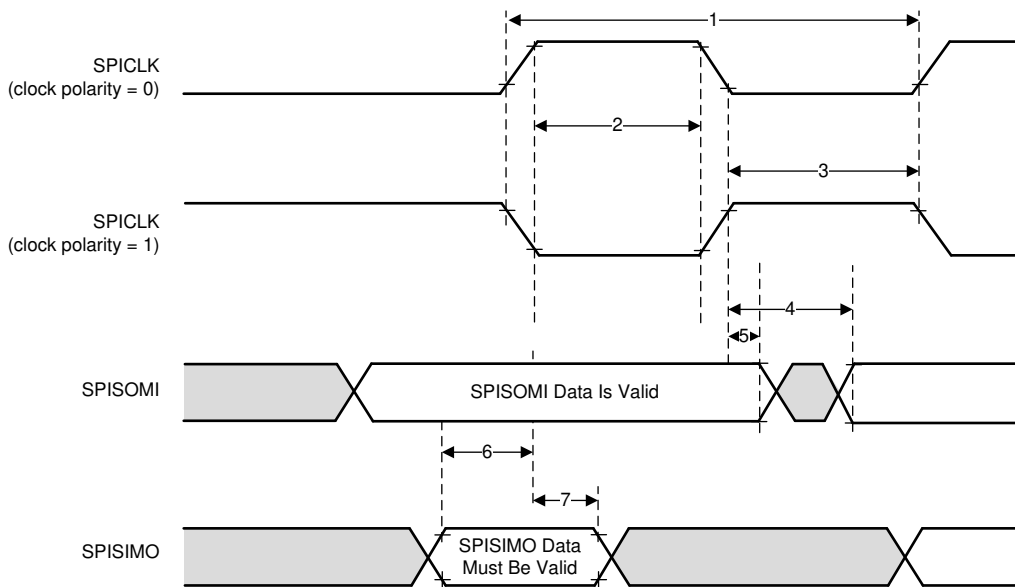 1
SPICLK
(clock polarity = 0)
2
3
SPICLK
(clock polarity = 1)
4
5
SPISOMI
SPISOMI Data Is Valid
6
7
SPISIMO
SPISIMO Data
Must Be Valid